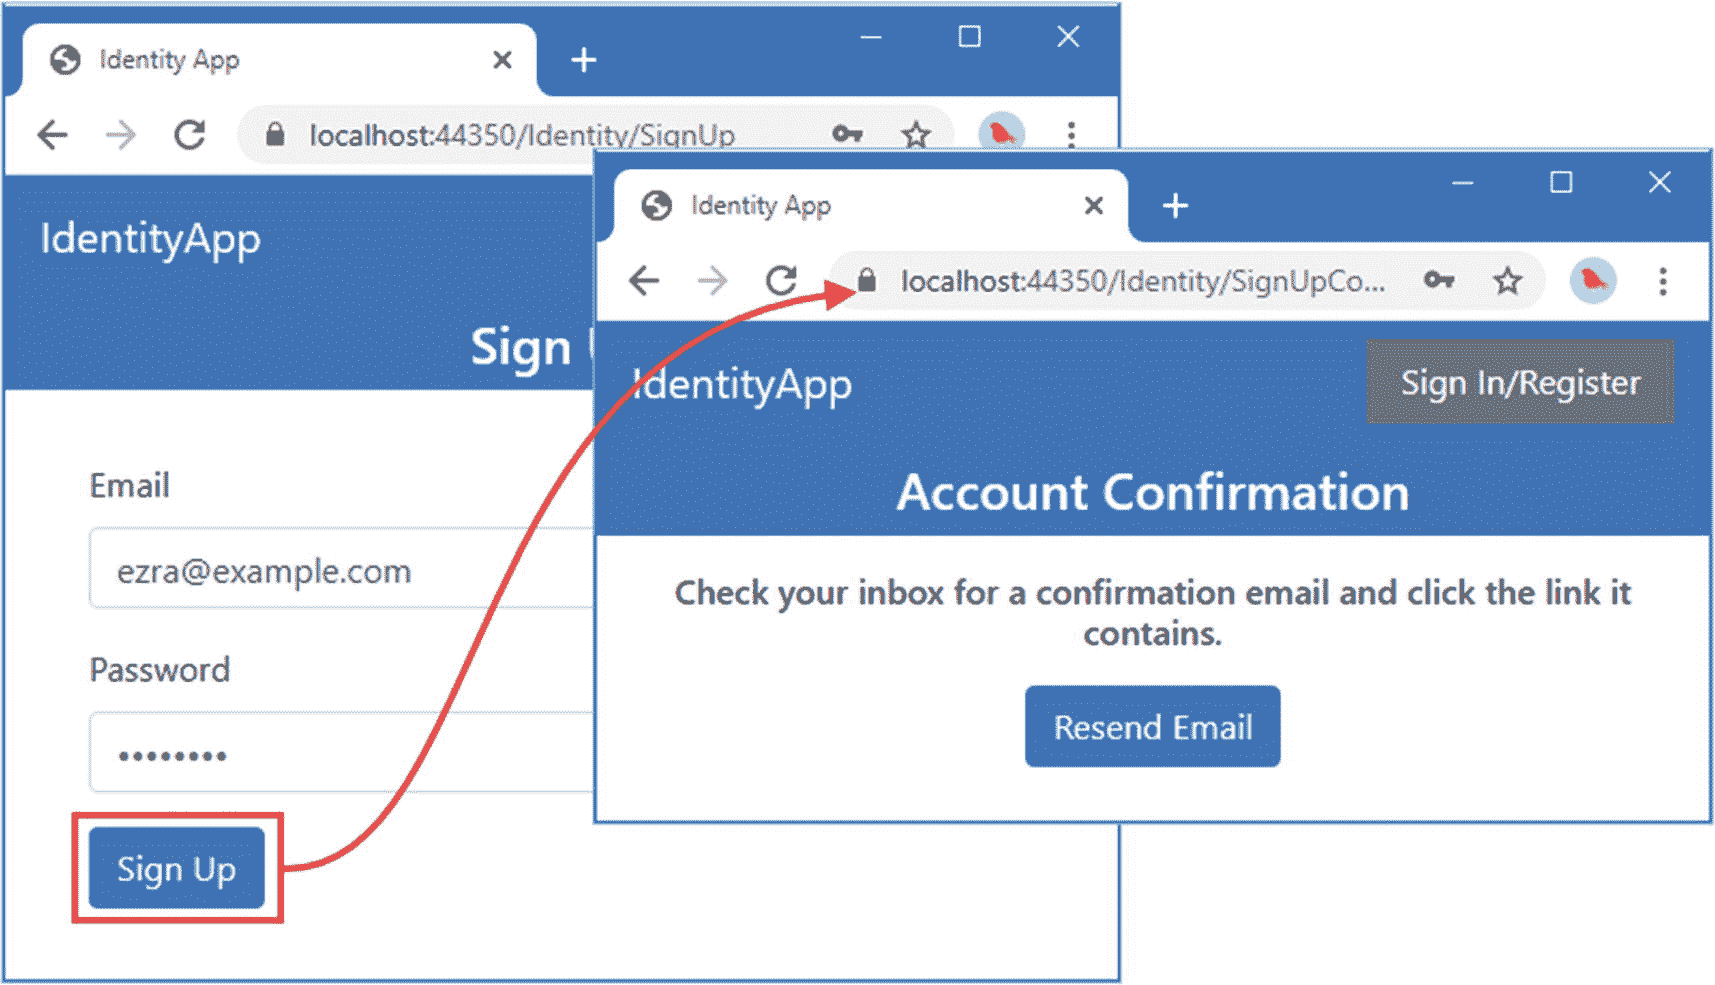 Identity App
localhost:44350/Identity/SignUp
IdentityApp
Sign
Email
ezra@example.com
Password
••••••••
Sign Up
Identity App
localhost:44350/Identity/SignUpCo...
IdentityApp
Sign In/Register
Account Confirmation
Check your inbox for a confirmation email and click the link it
contains.
Resend Email